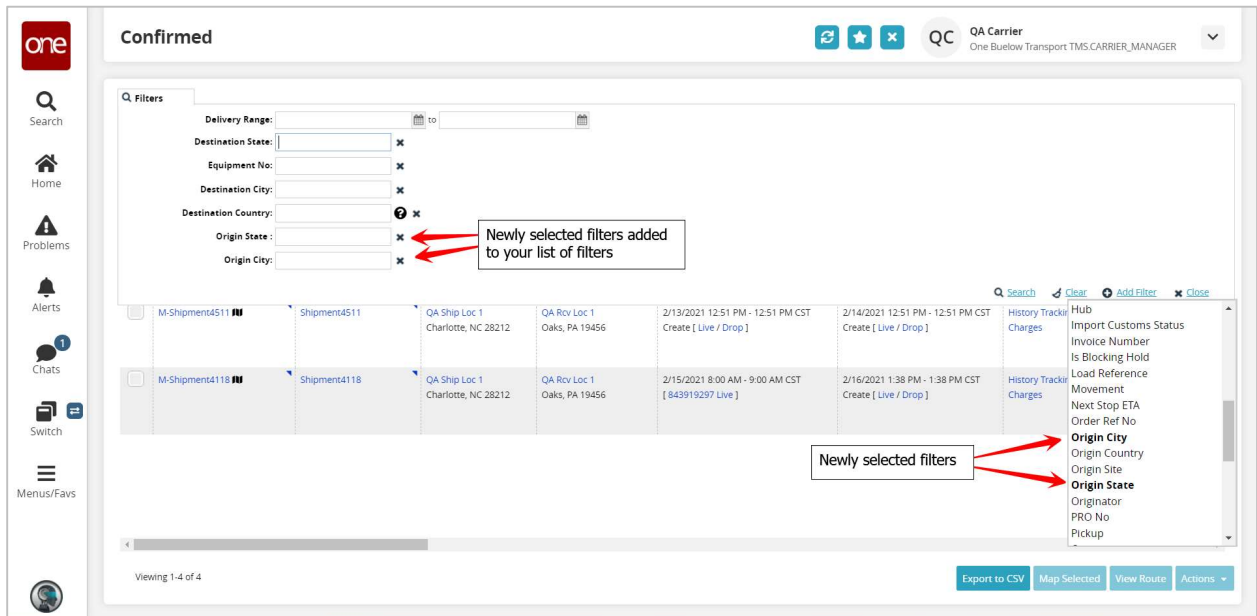 one
Confirmed
QC
QA Carrier
One Buelow Transport TMS.CARRIER_MANAGER
Search
Home
Problems
Alerts
Chats
1
Switch
Menus/Favs
Filters
Delivery Range:
to
Destination State:
Equipment No:
Destination City:
Destination Country:
Origin State :
Origin City:
Newly selected filters added
to your list of filters
Search Clear Add Filter Close
M-Shipment4511 Shipment4511 QA Ship Loc 1 QA Rcv Loc 1 2/13/2021 12:51 PM - 12:51 PM CST 2/14/2021 12:51 PM - 12:51 PM CST History Trackin
Charlotte, NC 28212 Oaks, PA 19456 Create [ Live / Drop ] Create [ Live / Drop ] Charges
M-Shipment4118 Shipment4118 QA Ship Loc 1 QA Rcv Loc 1 2/15/2021 8:00 AM - 9:00 AM CST 2/16/2021 1:38 PM - 1:38 PM CST History Trackin
Charlotte, NC 28212 Oaks, PA 19456 [ 843919297 Live ] Create [ Live / Drop ] Charges
Hub
Import Customs Status
Invoice Number
Is Blocking Hold
Load Reference
Movement
Next Stop ETA
Order Ref No
Origin City
Origin Country
Origin Site
Origin State
Originator
PRO No
Pickup
Newly selected filters
Viewing 1-4 of 4
Export to CSV Map Selected View Route Actions